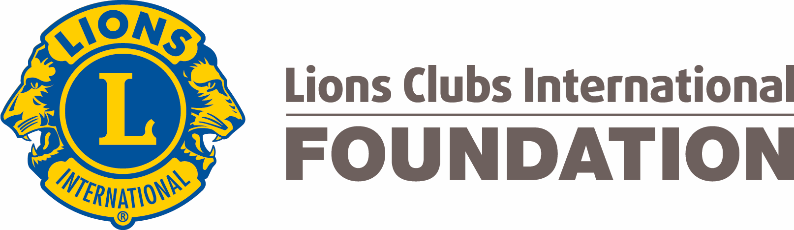 LIONS
L
INTERNATIONAL
®
Lions Clubs International
FOUNDATION